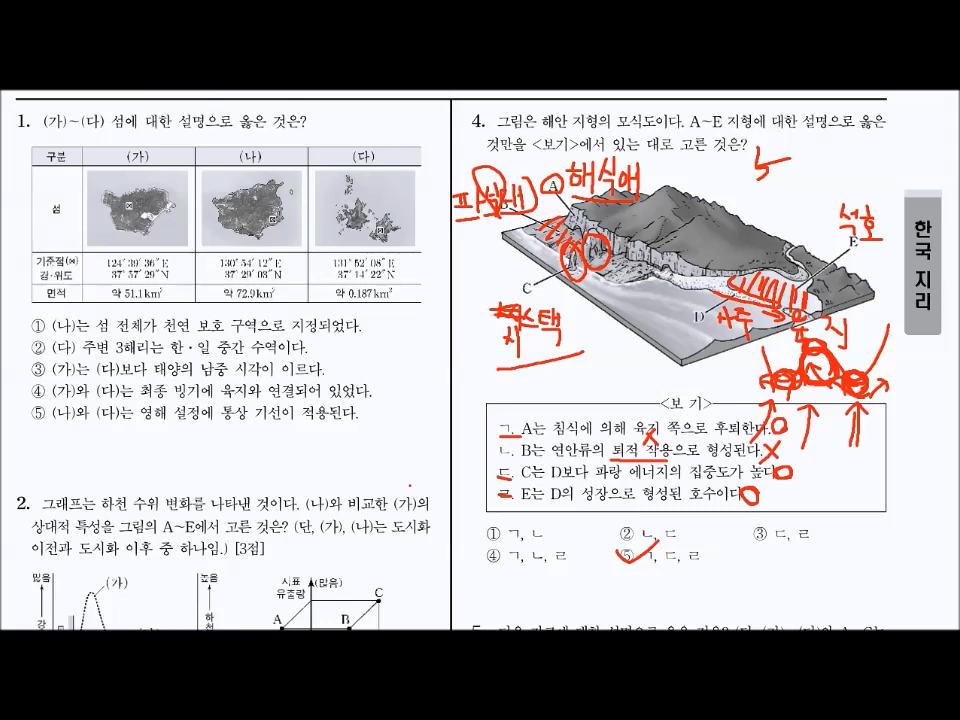 1. (가)~(다) 섬에 대한 설명으로 옳은 것은?
구분 (가) (나) (다)
섬
기준점(※) 경·위도 124°39′36″E 37°57′29″N 130°54′12″E 37°29′08″N 131°52′08″E 37°14′22″N
면적 약 51.1km² 약 72.9km² 약 0.187km²
① (나)는 섬 전체가 천연 보호 구역으로 지정되었다.
② (다) 주변 3해리는 한·일 중간 수역이다.
③ (가)는 (다)보다 태양의 남중 시각이 이르다.
④ (가)와 (다)는 최종 빙기에 육지와 연결되어 있었다.
⑤ (나)와 (다)는 영해 설정에 통상 기선이 적용된다.
2. 그래프는 하천 수위 변화를 나타낸 것이다. (나)와 비교한 (가)의
상대적 특성을 그림의 A~E에서 고른 것은? (단, (가), (나)는 도시화
이전과 도시화 이후 중 하나임.) [3점]
많음
(가)
높음
하천
지표
유출량
(많음)
A
B
C
4. 그림은 해안 지형의 모식도이다. A~E 지형에 대한 설명으로 옳은
것만을 <보기>에서 있는 대로 고른 것은?
A
해식애
석호
E
C
D
사주
스택
<보 기>
ㄱ. A는 침식에 의해 육지 쪽으로 후퇴한다.
ㄴ. B는 연안류의 퇴적 작용으로 형성된다.
ㄷ. C는 D보다 파랑 에너지의 집중도가 높다.
ㄹ. E는 D의 성장으로 형성된 호수이다.
① ㄱ, ㄴ ② ㄴ, ㄷ ③ ㄷ, ㄹ
④ ㄱ, ㄴ, ㄹ ⑤ ㄱ, ㄷ, ㄹ
한국 지리